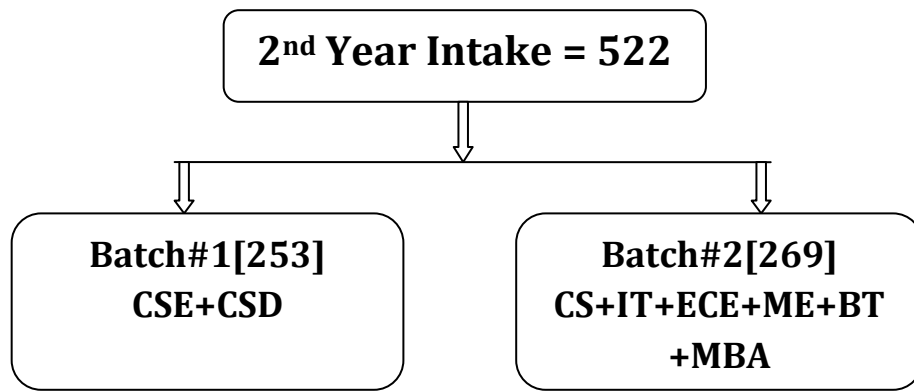 2nd Year Intake = 522
Batch#1[253]
CSE+CSD
Batch#2[269]
CS+IT+ECE+ME+BT
+MBA